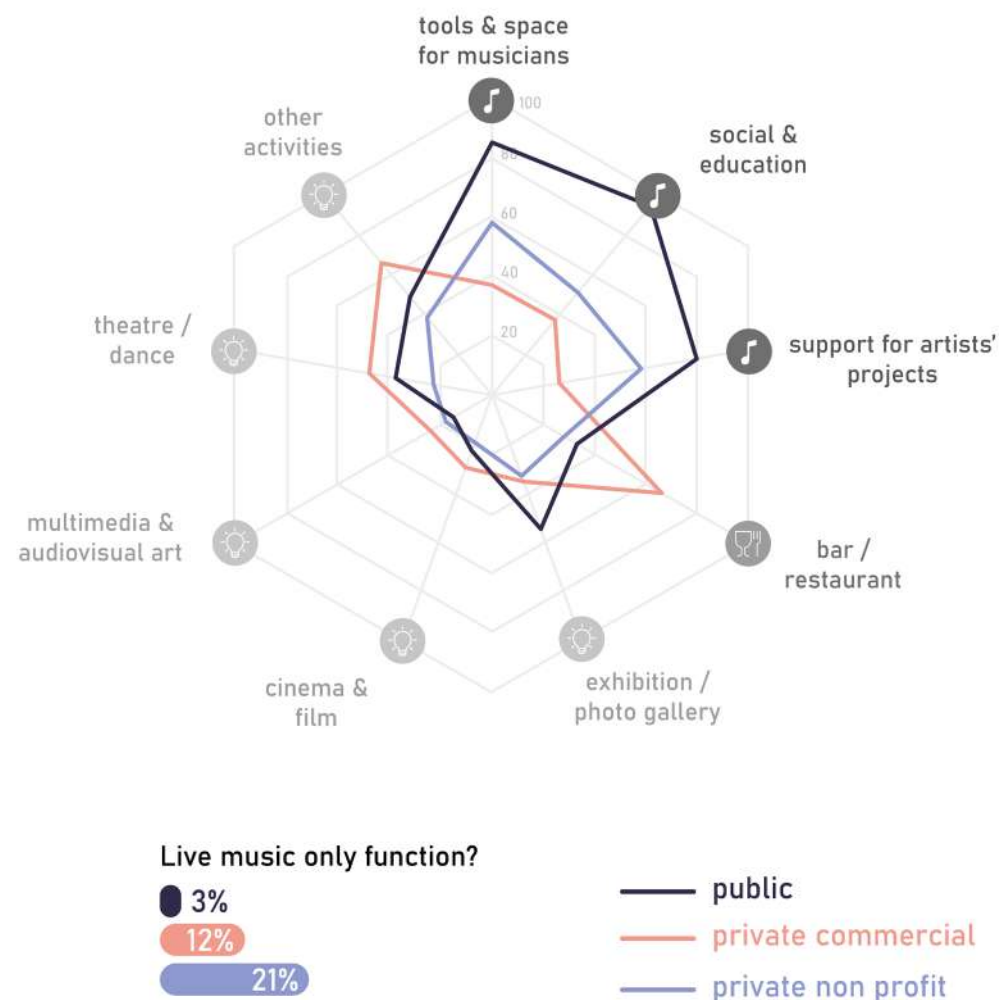 tools & space
for musicians
100
other
activities
social &
education
80
60
40
20
theatre /
dance
support for artists'
projects
multimedia &
audiovisual art
bar /
restaurant
cinema &
film
exhibition /
photo gallery
Live music only function?
3%
12%
21%
public
private commercial
private non profit